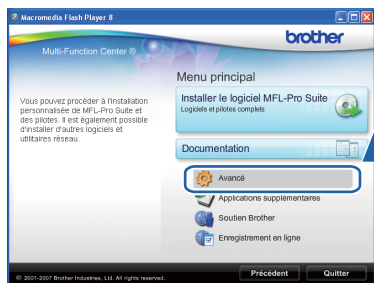 Macromedia Flash Player 8
brother
Multi-Function Center ®
Menu principal
Vous pouvez procéder à l'installation
personnalisée de MFL-Pro Suite et
des pilotes. Il est également possible
d'installer d'autres logiciels et
utilitaires réseau.
Installer le logiciel MFL-Pro Suite
Logiciels et pilotes complets
Documentation
Avancé
Applications supplémentaires
Soutien Brother
Enregistrement en ligne
© 2001-2007 Brother Industries, Ltd. All rights reserved.
Précédent
Quitter